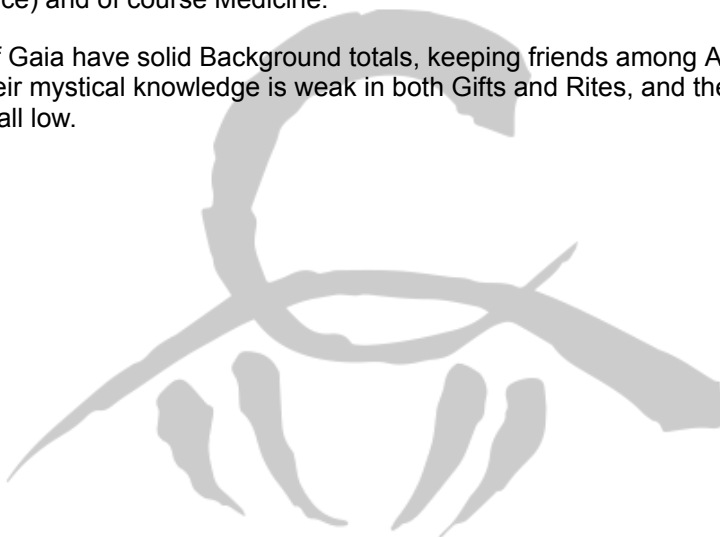 ce) and of course Medicine.
f Gaia have solid Background totals, keeping friends among A
eir mystical knowledge is weak in both Gifts and Rites, and the
all low.